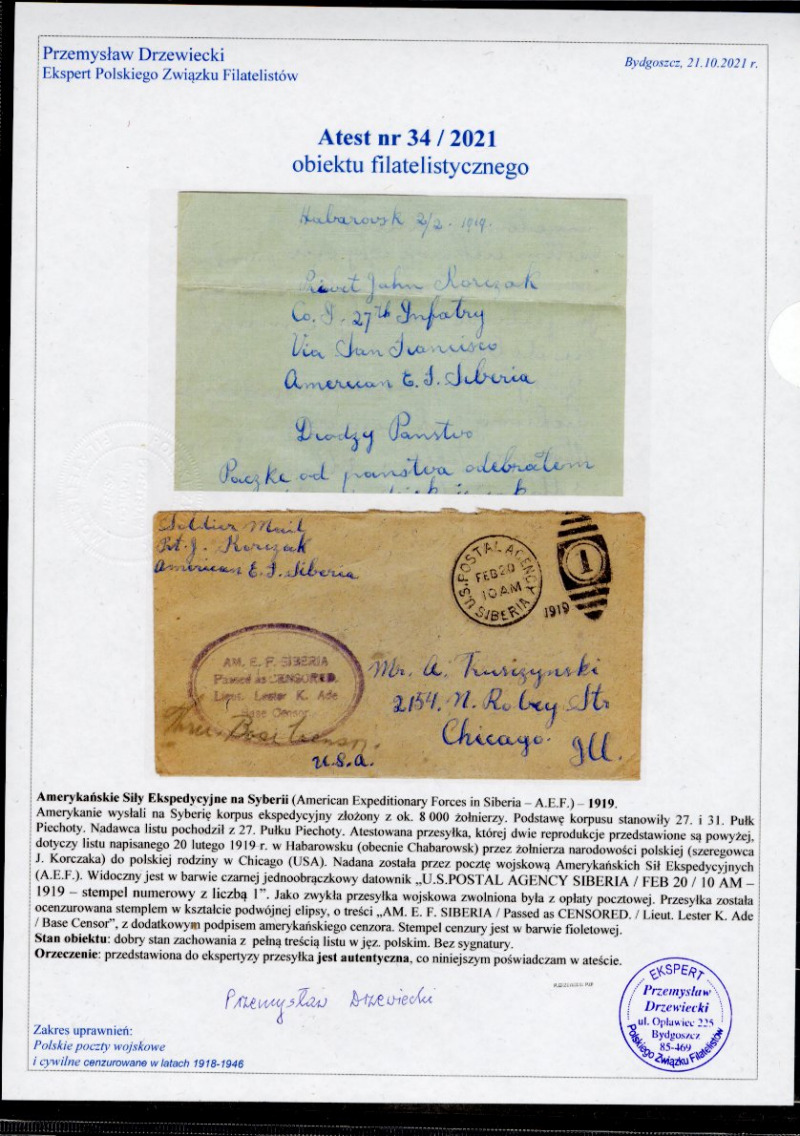 Przemysław Drzewiecki
Ekspert Polskiego Związku Filatelistów
Bydgoszcz, 21.10.2021 r.
Atest nr 34 / 2021
obiektu filatelistycznego
Habarowsk 2/2. 1919.
Privet John Korczak
Co. I. 27th Infatry
Via San Francisco
American E. F. Siberia
Drodzy Państwo
Paczke od państwa odebrałem
Soldier Mail
Pvt. J. Korczak
American E. F. Siberia
U.S. POSTAL AGENCY
FEB 20
10 AM
SIBERIA
1919
1
AM. E. F. SIBERIA
Passed as CENSORED.
Lieut. Lester K. Ade
Base Censor
Base Censor.
Mr. A. Trusizynski
2154. N. Robey Str
Chicago. Ill.
U.S.A.
Amerykańskie Siły Ekspedycyjne na Syberii (American Expeditionary Forces in Siberia – A.E.F.) – 1919.
Amerykanie wysłali na Syberię korpus ekspedycyjny złożony z ok. 8 000 żołnierzy. Podstawę korpusu stanowiły 27. i 31. Pułk
Piechoty. Nadawca listu pochodził z 27. Pułku Piechoty. Atestowana przesyłka, której dwie reprodukcje przedstawione są powyżej,
dotyczy listu napisanego 20 lutego 1919 r. w Habarowsku (obecnie Chabarowsk) przez żołnierza narodowości polskiej (szeregowca
J. Korczaka) do polskiej rodziny w Chicago (USA). Nadana została przez pocztę wojskową Amerykańskich Sił Ekspedycyjnych
(A.E.F.). Widoczny jest w barwie czarnej jednoobrączkowy datownik „U.S.POSTAL AGENCY SIBERIA / FEB 20 / 10 AM –
1919 – stempel numerowy z liczbą 1”. Jako zwykła przesyłka wojskowa zwolniona była z opłaty pocztowej. Przesyłka została
ocenzurowana stemplem w kształcie podwójnej elipsy, o treści „AM. E. F. SIBERIA / Passed as CENSORED. / Lieut. Lester K. Ade
/ Base Censor”, z dodatkowym podpisem amerykańskiego cenzora. Stempel cenzury jest w barwie fioletowej.
Stan obiektu: dobry stan zachowania z pełną treścią listu w jęz. polskim. Bez sygnatury.
Orzeczenie: przedstawiona do ekspertyzy przesyłka jest autentyczna, co niniejszym poświadczam w ateście.
Przemysław Drzewiecki
Zakres uprawnień:
Polskie poczty wojskowe
i cywilne cenzurowane w latach 1918-1946
EKSPERT
Przemysław
Drzewiecki
ul. Opławiec 225
Bydgoszcz
85-469
Polskiego Związku Filatelistów